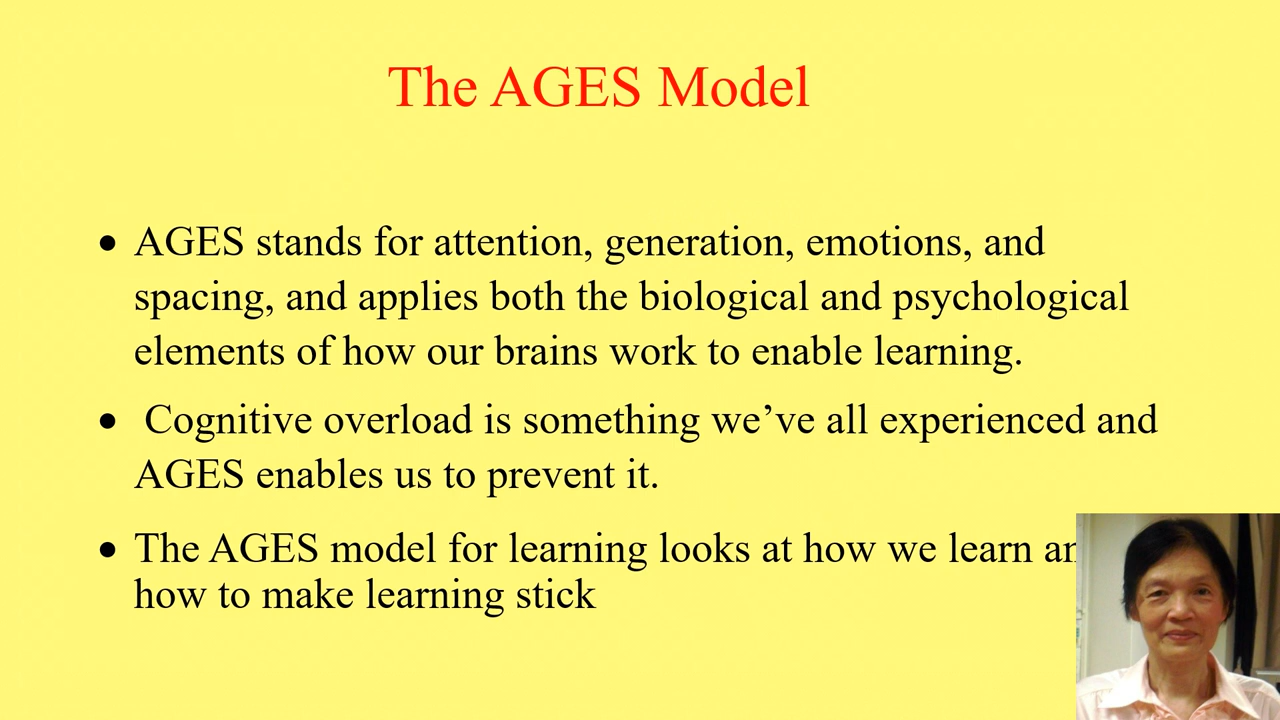 The AGES Model
• AGES stands for attention, generation, emotions, and
spacing, and applies both the biological and psychological
elements of how our brains work to enable learning.
• Cognitive overload is something we’ve all experienced and
AGES enables us to prevent it.
• The AGES model for learning looks at how we learn
how to make learning stick